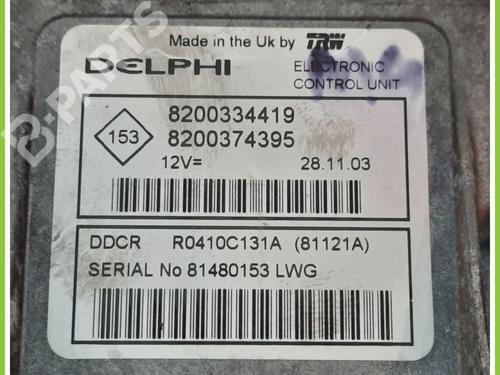 Made in the Uk by TRW
DELPHI ELECTRONIC
CONTROL UNIT
153
8200334419
8200374395
12V= 28.11.03
DDCR R0410C131A (81121A)
SERIAL No 81480153 LWG
B-PARTS